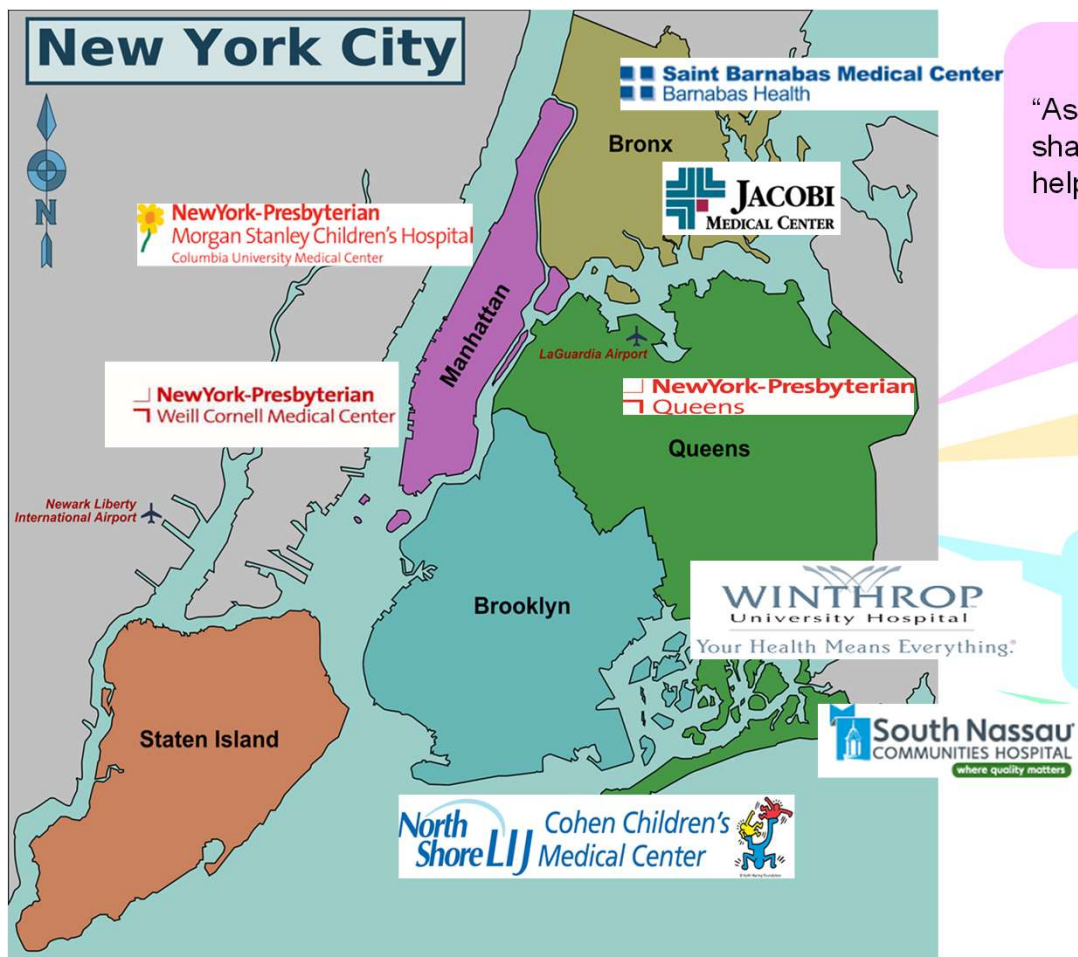 New York City
Saint Barnabas Medical Center
Barnabas Health
"As
sha
help
Bronx
JACOBI
MEDICAL CENTER
N
NewYork-Presbyterian
Morgan Stanley Children's Hospital
Columbia University Medical Center
Manhattan
LaGuardia Airport
NewYork-Presbyterian
Weill Cornell Medical Center
NewYork-Presbyterian
Queens
Queens
Newark Liberty
International Airport
WINTHROP
University Hospital
Your Health Means Everything.®
Brooklyn
Staten Island
South Nassau
COMMUNITIES HOSPITAL
where quality matters
North
Shore LIJ
Cohen Children's
Medical Center